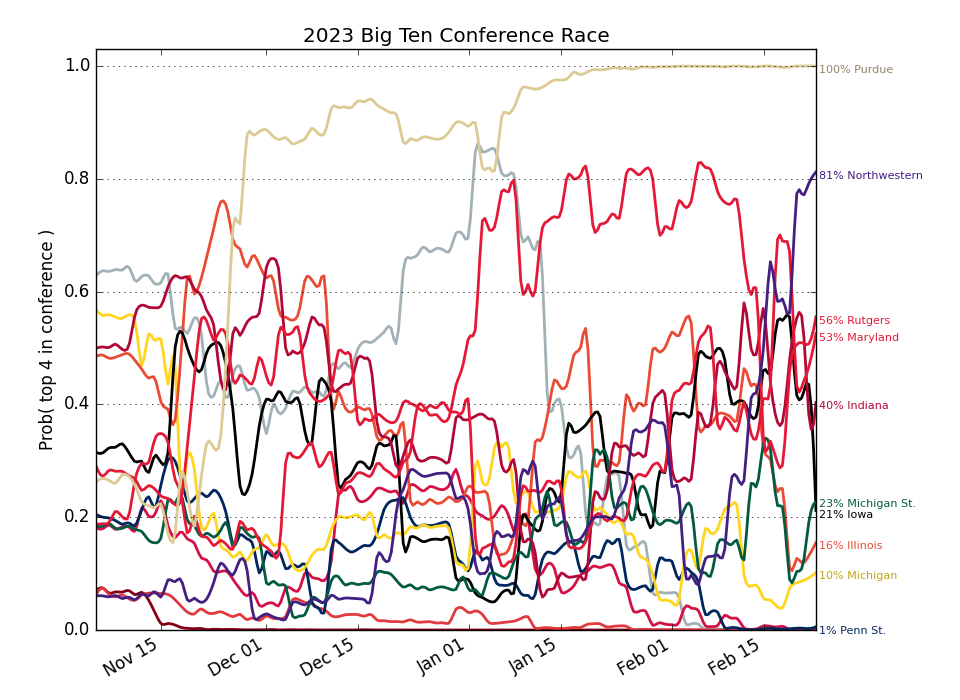 2023 Big Ten Conference Race
Prob( top 4 in conference )
1.0
0.8
0.6
0.4
0.2
0.0
Nov 15
Dec 01
Dec 15
Jan 01
Jan 15
Feb 01
Feb 15
100% Purdue
81% Northwestern
56% Rutgers
53% Maryland
40% Indiana
23% Michigan St.
21% Iowa
16% Illinois
10% Michigan
1% Penn St.